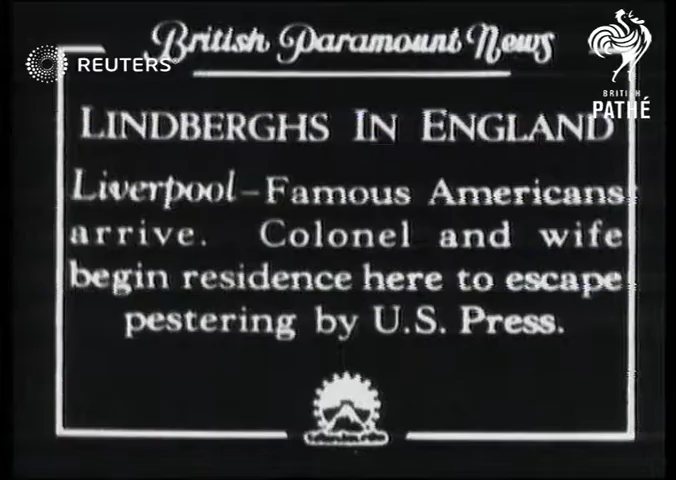 British Paramount News
REUTERS
BRITISH
PATHÉ
LINDBERGHS IN ENGLAND
Liverpool–Famous Americans
arrive. Colonel and wife
begin residence here to escape
pestering by U.S. Press.